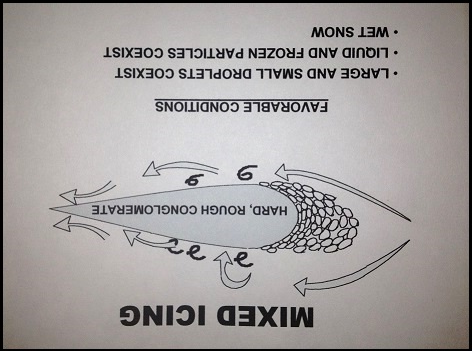 MIXED ICING
HARD, ROUGH CONGLOMERATE
FAVORABLE CONDITIONS
• LARGE AND SMALL DROPLETS COEXIST
• LIQUID AND FROZEN PARTICLES COEXIST
• WET SNOW